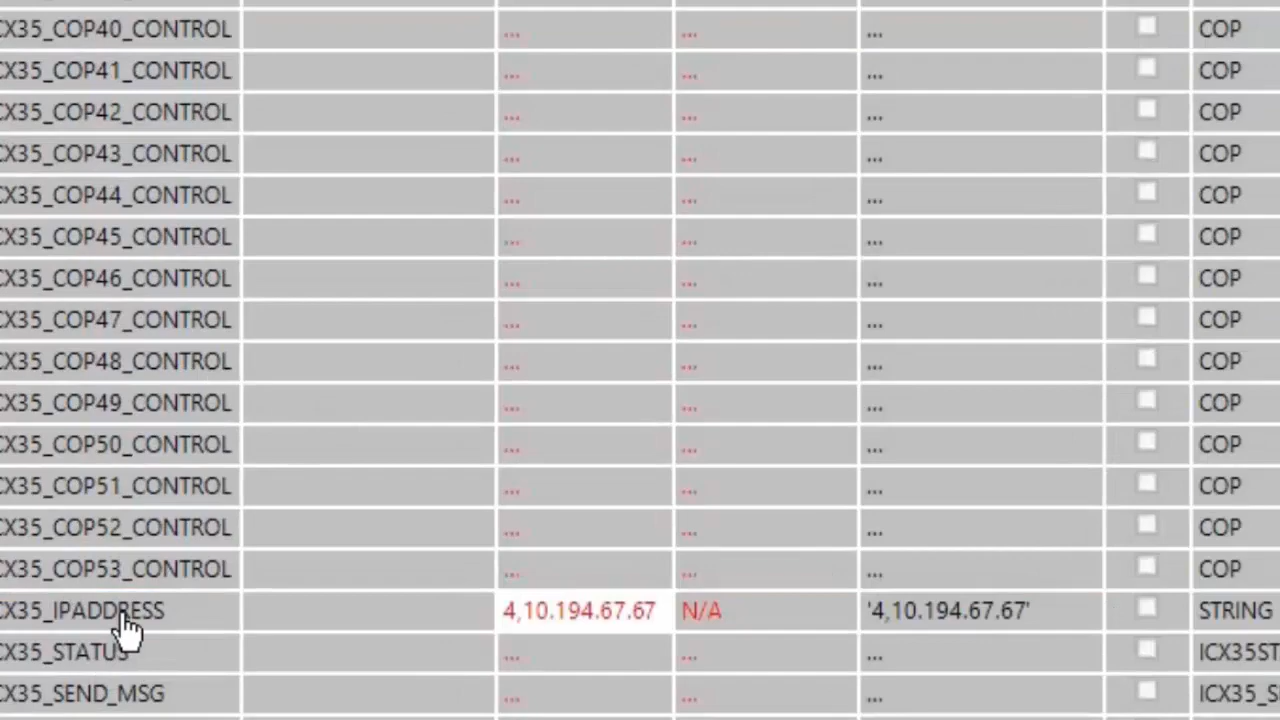 CX35_COP40_CONTROL ... ... ... COP
CX35_COP41_CONTROL ... ... ... COP
CX35_COP42_CONTROL ... ... ... COP
CX35_COP43_CONTROL ... ... ... COP
CX35_COP44_CONTROL ... ... ... COP
CX35_COP45_CONTROL ... ... ... COP
CX35_COP46_CONTROL ... ... ... COP
CX35_COP47_CONTROL ... ... ... COP
CX35_COP48_CONTROL ... ... ... COP
CX35_COP49_CONTROL ... ... ... COP
CX35_COP50_CONTROL ... ... ... COP
CX35_COP51_CONTROL ... ... ... COP
CX35_COP52_CONTROL ... ... ... COP
CX35_COP53_CONTROL ... ... ... COP
CX35_IPADDRESS 4,10.194.67.67 N/A '4,10.194.67.67' STRING
CX35_STATUS ... ... ... ICX35ST
CX35_SEND_MSG ... ... ... ICX35_S